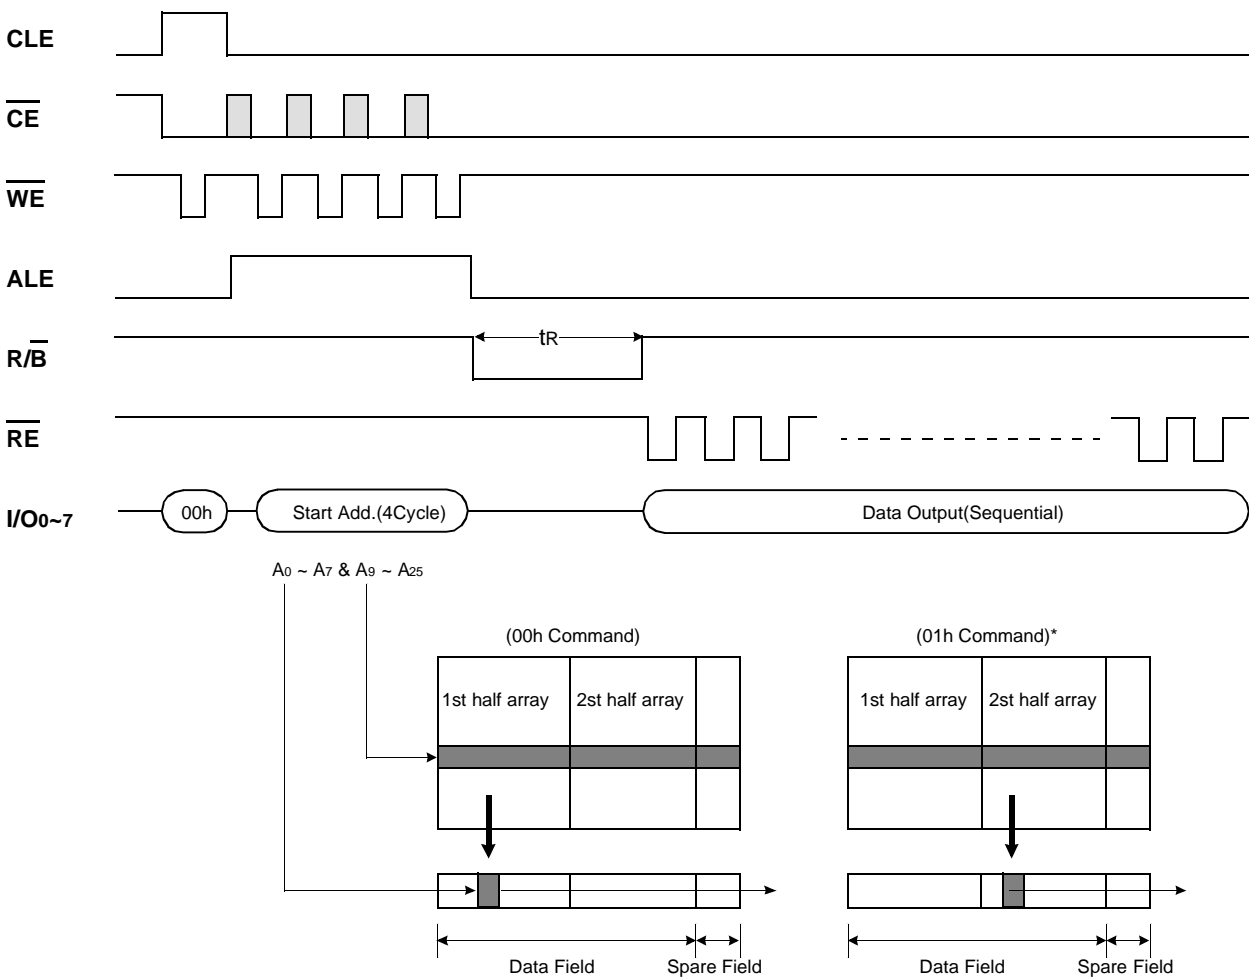 CLE
CE
WE
ALE
R/B
tR
RE
I/O0~7
00h
Start Add.(4Cycle)
Data Output(Sequential)
A0 ~ A7 & A9 ~ A25
(00h Command)
(01h Command)*
1st half array
2st half array
1st half array
2st half array
Data Field
Spare Field
Data Field
Spare Field